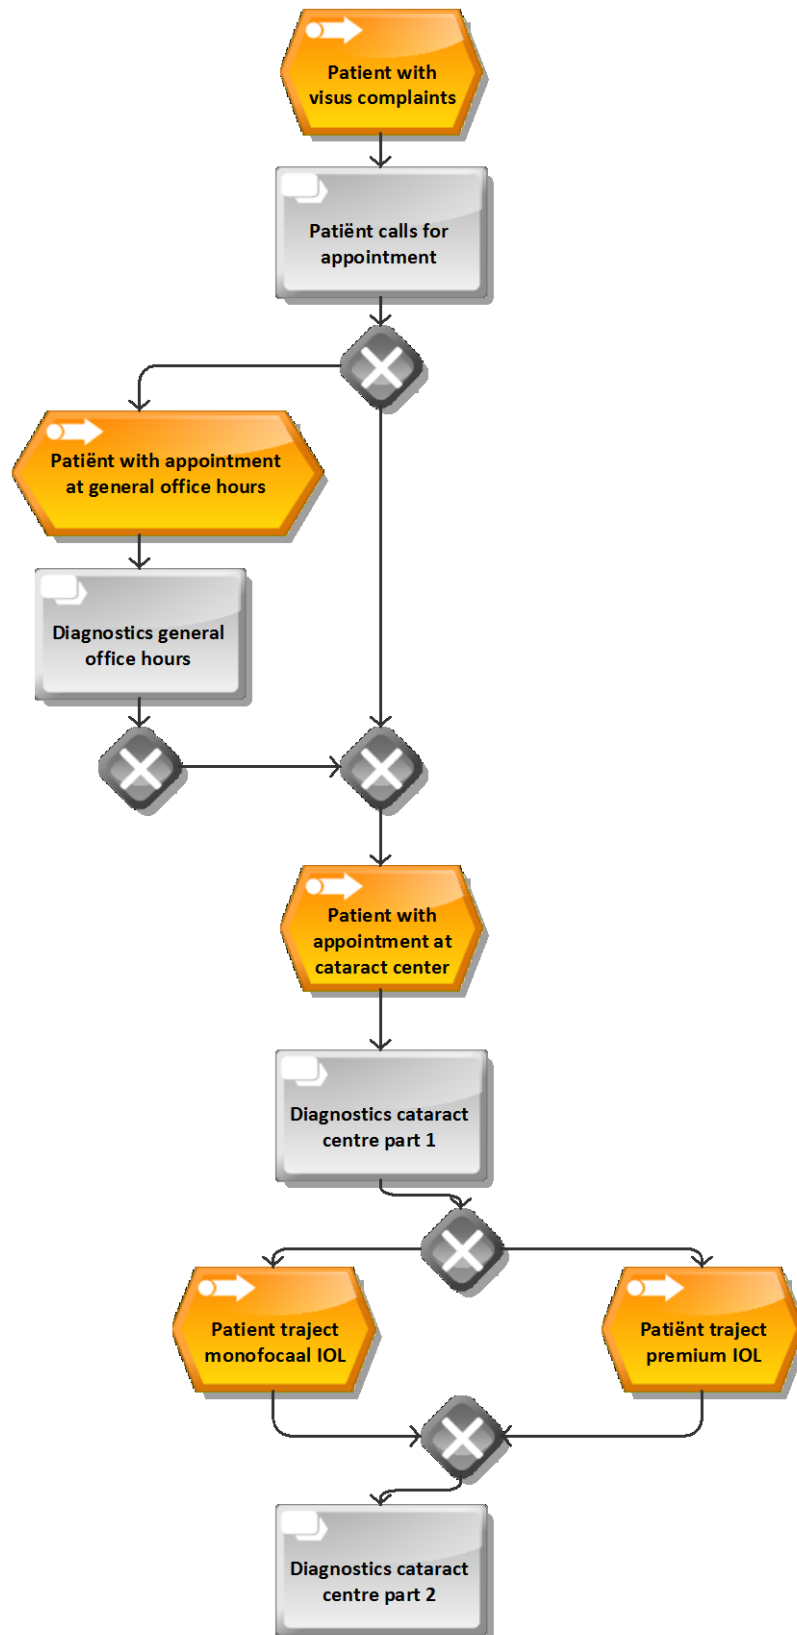 Patient with
visus complaints
Patiënt calls for
appointment
Patiënt with appointment
at general office hours
Diagnostics general
office hours
Patient with
appointment at
cataract center
Diagnostics cataract
centre part 1
Patient traject
monofocaal IOL
Patiënt traject
premium IOL
Diagnostics cataract
centre part 2